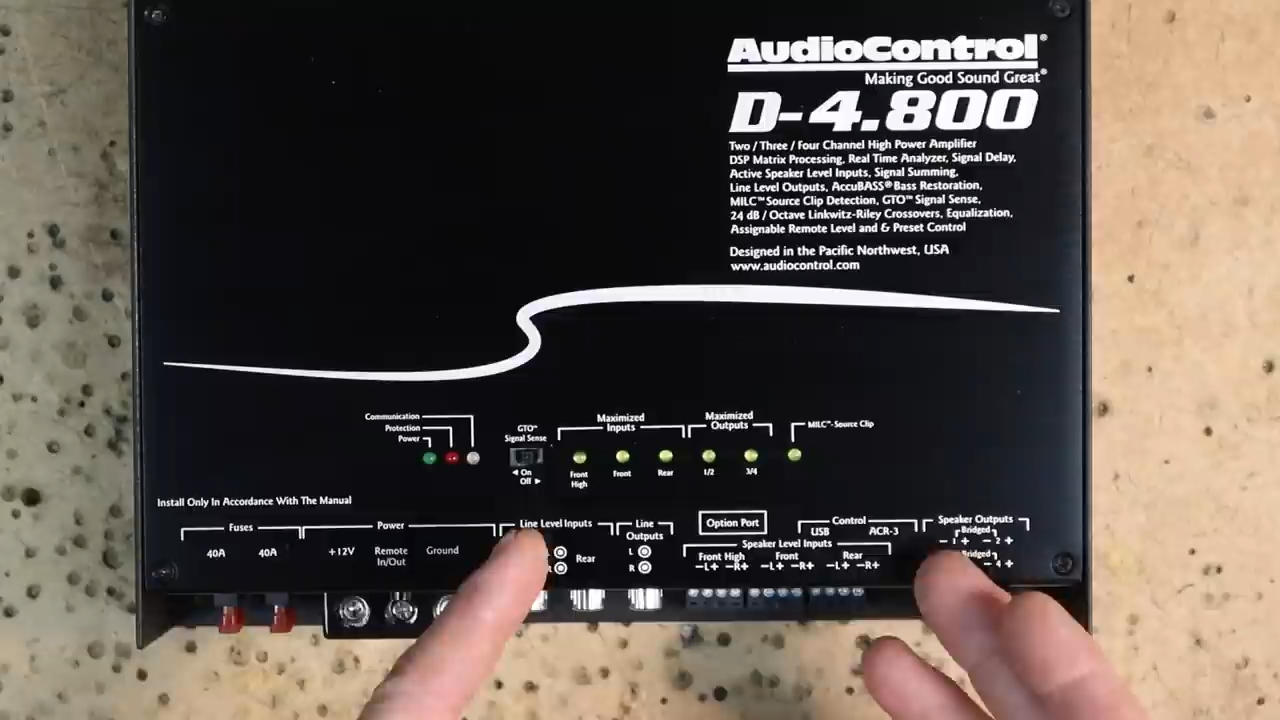 AudioControl®
Making Good Sound Great®
D-4.800
Two / Three / Four Channel High Power Amplifier
DSP Matrix Processing, Real Time Analyzer, Signal Delay,
Active Speaker Level Inputs, Signal Summing,
Line Level Outputs, AccuBASS® Bass Restoration,
MILC™ Source Clip Detection, GTO™ Signal Sense,
24 dB / Octave Linkwitz-Riley Crossovers, Equalization,
Assignable Remote Level and & Preset Control
Designed in the Pacific Northwest, USA
www.audiocontrol.com
Communication
Protection
Power
GTO™
Signal Sense
◄ On
Off ►
Maximized
Inputs
Front
High
Front
Rear
Maximized
Outputs
1/2
3/4
MILC™-Source Clip
Install Only In Accordance With The Manual
Fuses
40A 40A
Power
+12V
Remote
In/Out
Ground
Line Level Inputs
Rear
Line
Outputs
L
R
Option Port
Control
USB ACR-3
Speaker Level Inputs
Front High Front Rear
−L+ −R+ −L+ −R+ −L+ −R+
Speaker Outputs
Bridged
− 1 + − 2 +
Bridged
− 4 +